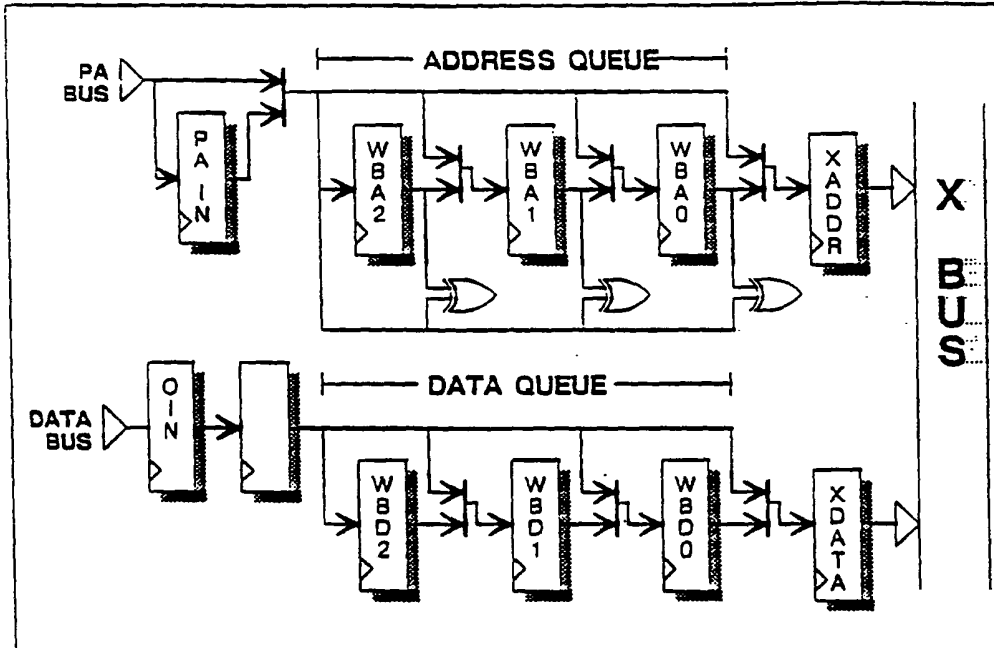 ADDRESS QUEUE
PA
BUS
PA IN
WBA2
WBA1
WBA0
XADDR
X BUS
DATA QUEUE
DATA
BUS
OIN
WBD2
WBD1
WBD0
XDATA